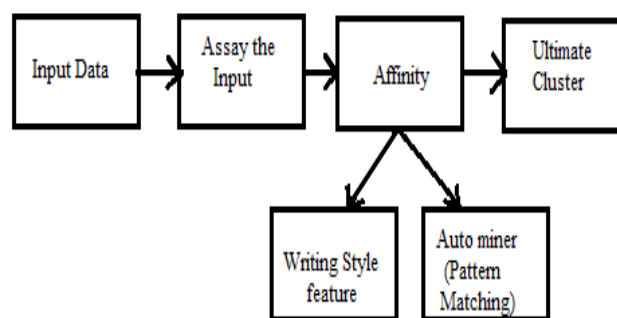 Input Data
Assay the
Input
Affinity
Ultimate
Cluster
Writing Style
feature
Auto miner
(Pattern
Matching)